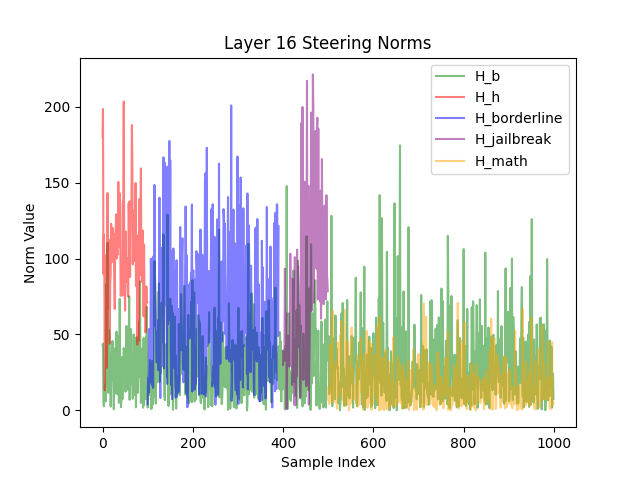 Layer 16 Steering Norms
H_b
H_h
H_borderline
H_jailbreak
H_math
Norm Value
200
150
100
50
0
0
200
400
600
800
1000
Sample Index